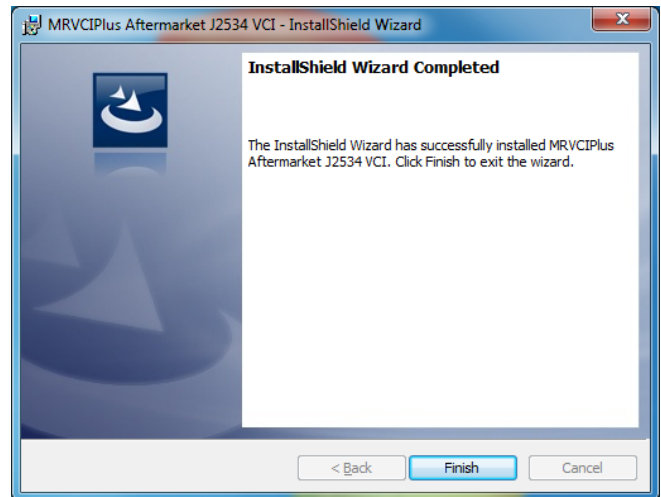 MRVCIPlus Aftermarket J2534 VCI - InstallShield Wizard
InstallShield Wizard Completed
The InstallShield Wizard has successfully installed MRVCIPlus
Aftermarket J2534 VCI. Click Finish to exit the wizard.
< Back Finish Cancel